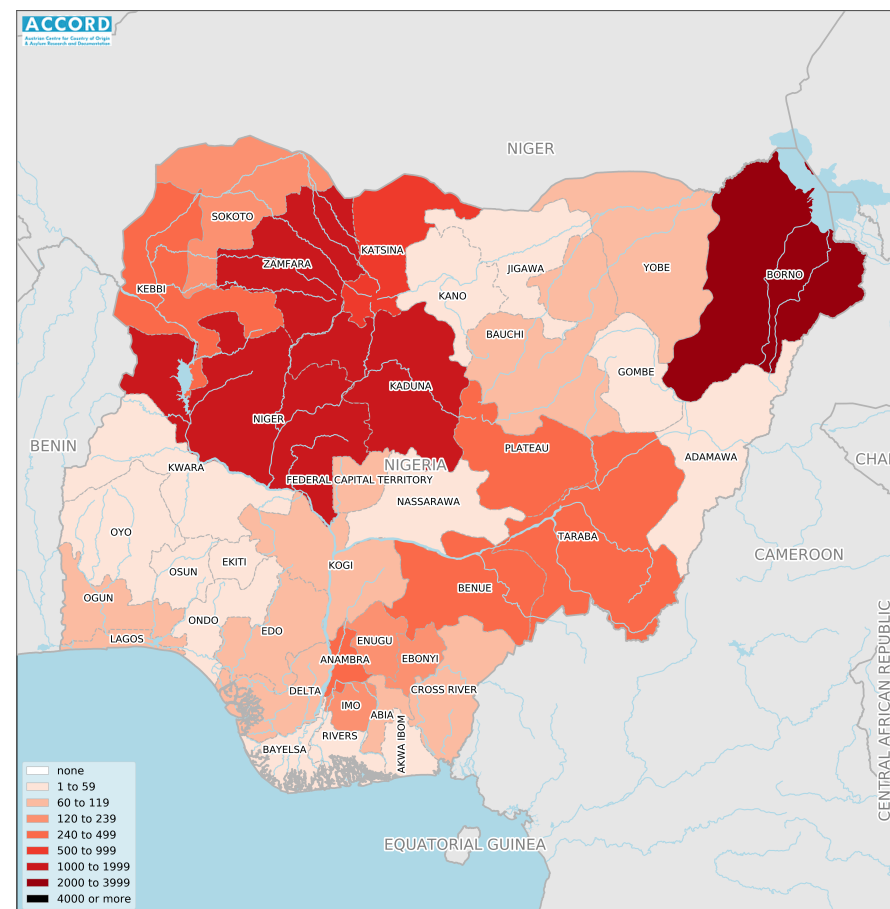 ACCORD
Austrian Centre for Country of Origin
& Asylum Research and Documentation
NIGER
SOKOTO
KATSINA
ZAMFARA
JIGAWA
YOBE
BORNO
KEBBI
KANO
BAUCHI
GOMBE
KADUNA
NIGER
BENIN
PLATEAU
ADAMAWA
CHAD
KWARA
NIGERIA
FEDERAL CAPITAL TERRITORY
NASSARAWA
OYO
TARABA
CAMEROON
EKITI
KOGI
OSUN
BENUE
OGUN
ONDO
EDO
LAGOS
ENUGU
ANAMBRA
EBONYI
DELTA
CROSS RIVER
IMO
ABIA
RIVERS
AKWA IBOM
BAYELSA
CENTRAL AFRICAN REPUBLIC
EQUATORIAL GUINEA
none
1 to 59
60 to 119
120 to 239
240 to 499
500 to 999
1000 to 1999
2000 to 3999
4000 or more